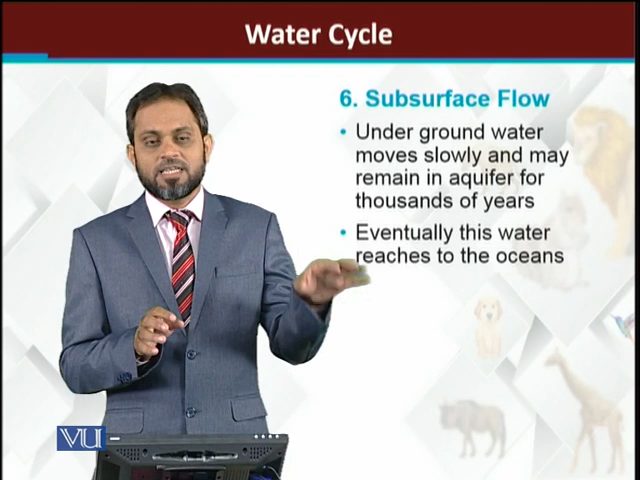 Water Cycle
6. Subsurface Flow
• Under ground water
moves slowly and may
remain in aquifer for
thousands of years
• Eventually this water
reaches to the oceans
VU